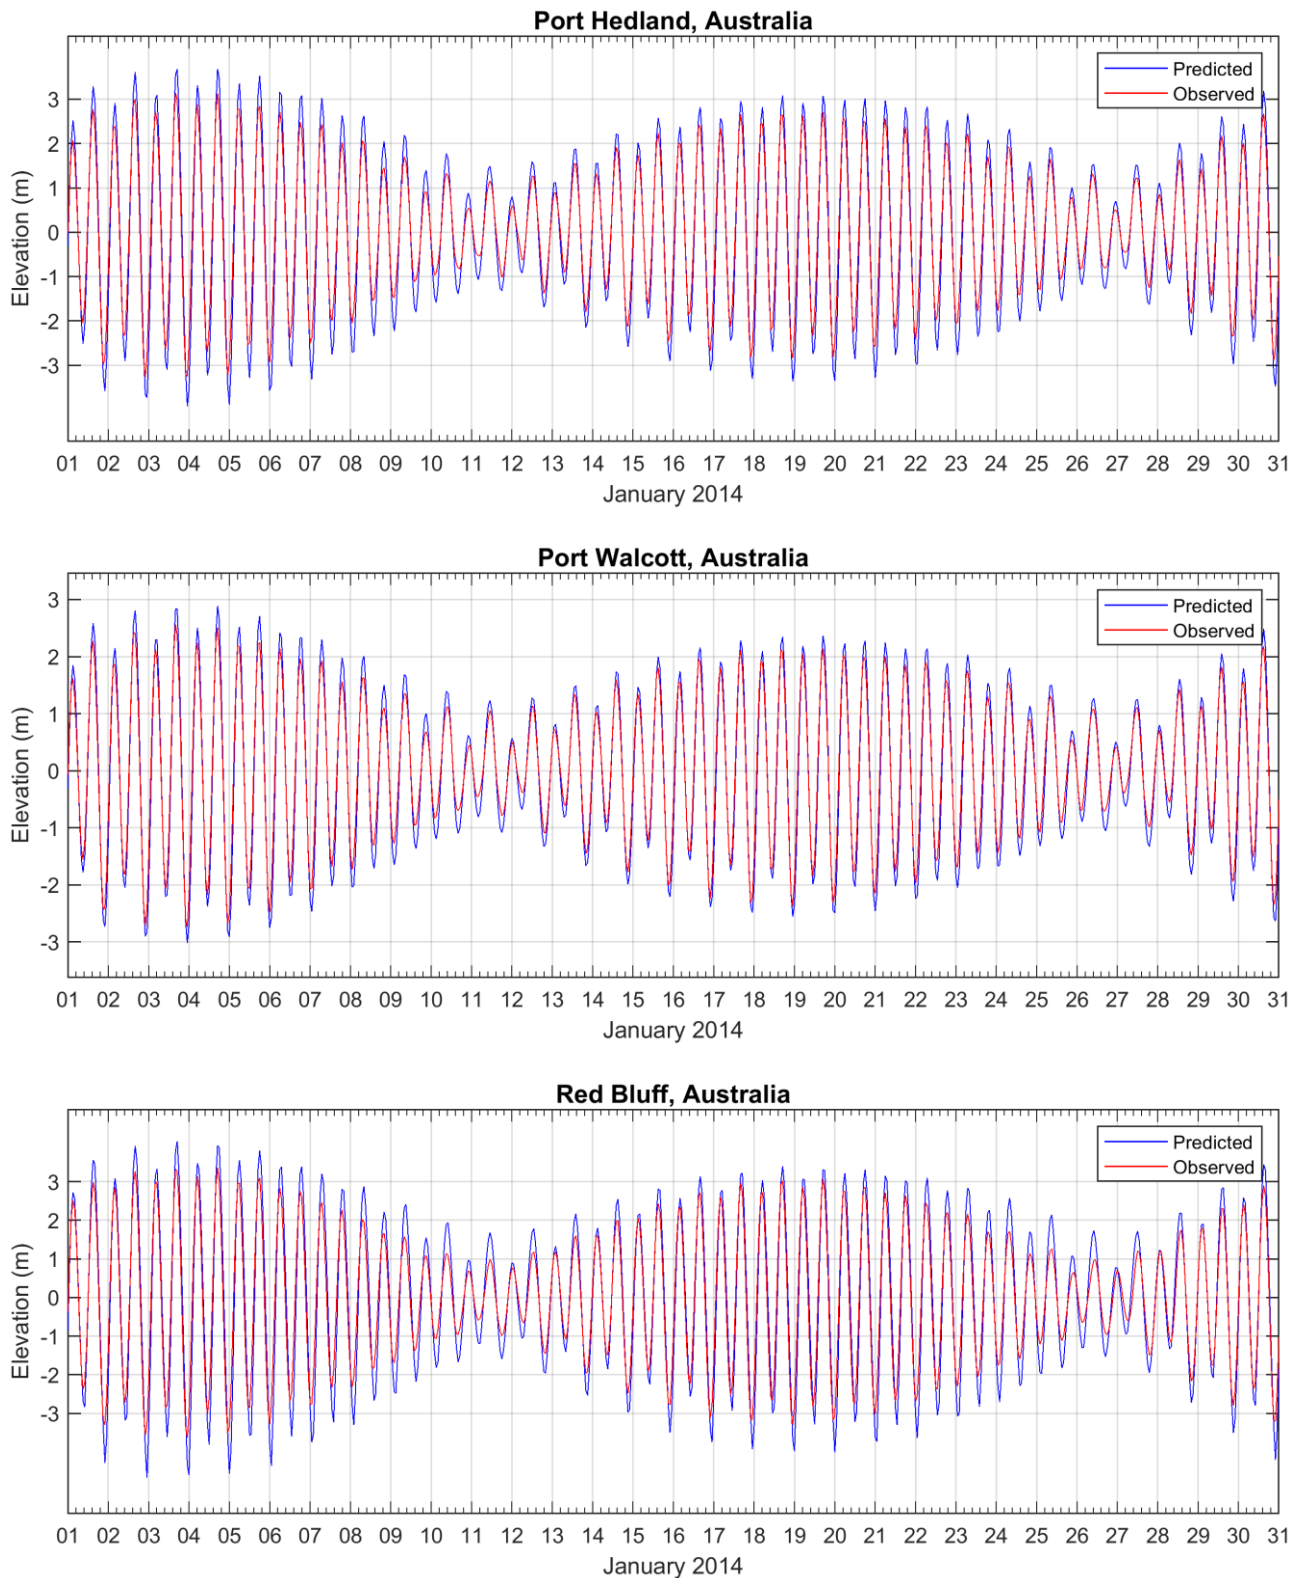 Port Hedland, Australia
Predicted
Observed
Elevation (m)
3
2
1
0
-1
-2
-3
01 02 03 04 05 06 07 08 09 10 11 12 13 14 15 16 17 18 19 20 21 22 23 24 25 26 27 28 29 30 31
January 2014
Port Walcott, Australia
Predicted
Observed
Elevation (m)
3
2
1
0
-1
-2
-3
01 02 03 04 05 06 07 08 09 10 11 12 13 14 15 16 17 18 19 20 21 22 23 24 25 26 27 28 29 30 31
January 2014
Red Bluff, Australia
Predicted
Observed
Elevation (m)
3
2
1
0
-1
-2
-3
01 02 03 04 05 06 07 08 09 10 11 12 13 14 15 16 17 18 19 20 21 22 23 24 25 26 27 28 29 30 31
January 2014